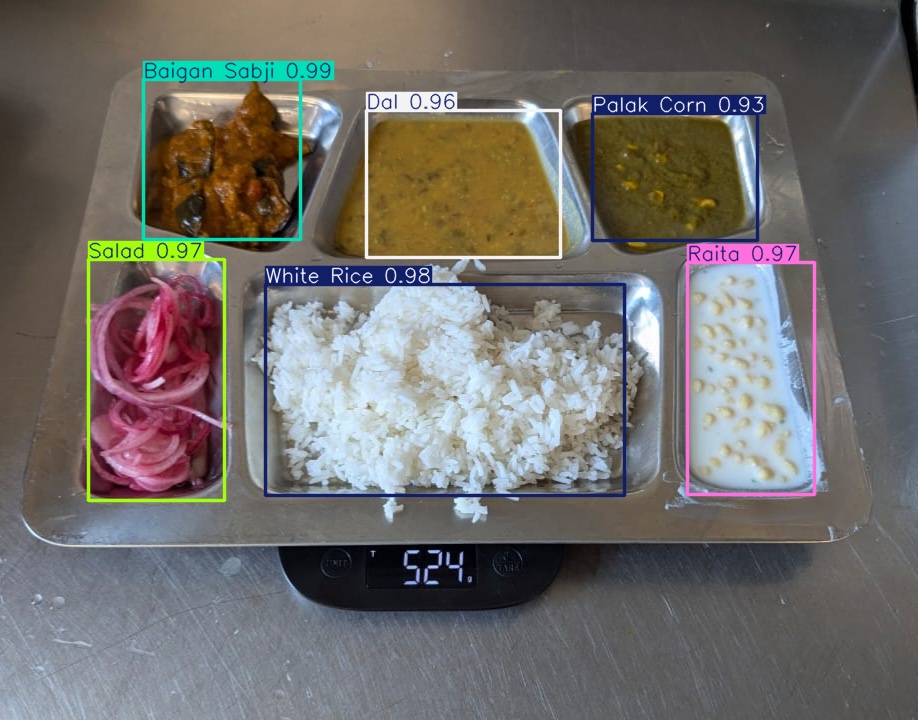 Baigan Sabji 0.99
Dal 0.96
Palak Corn 0.93
Salad 0.97
White Rice 0.98
Raita 0.97
T
524 g